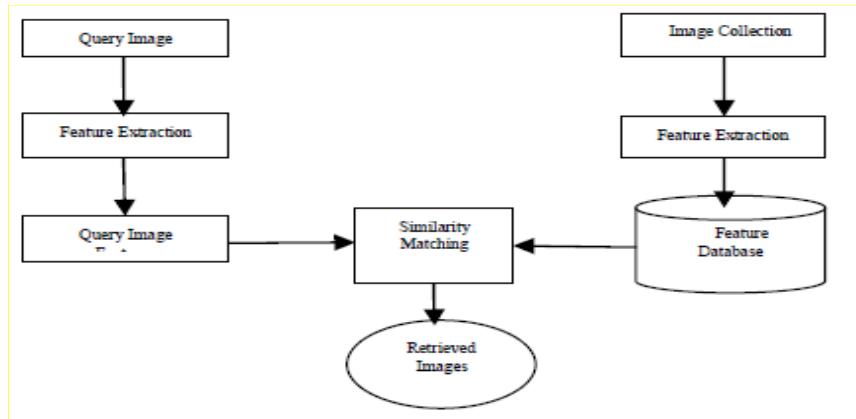 Query Image
Image Collection
Feature Extraction
Feature Extraction
Query Image
Similarity
Matching
Feature
Database
Retrieved
Images